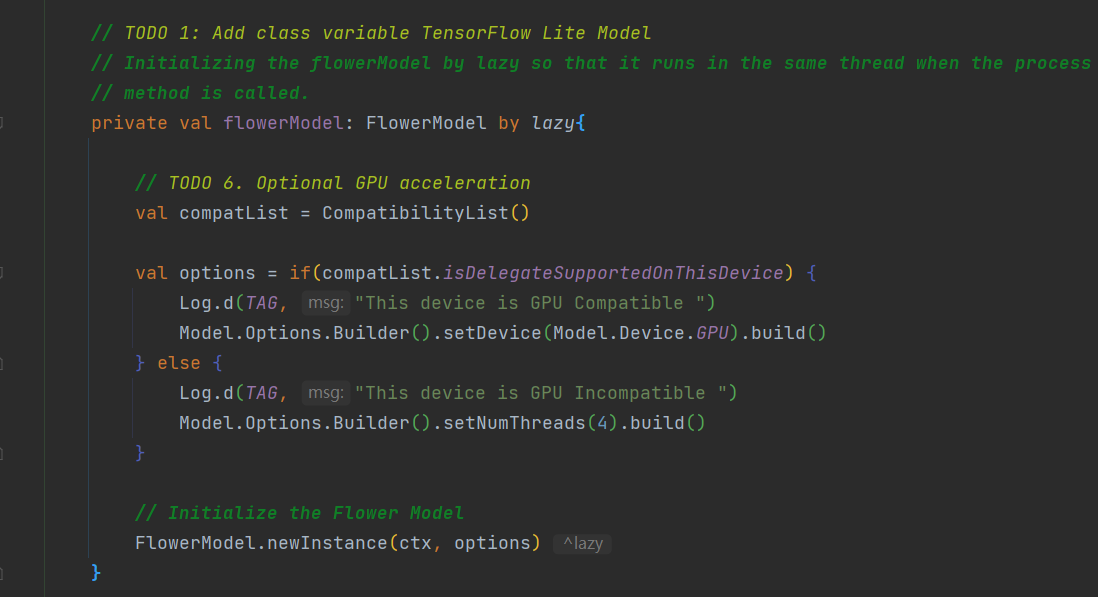 // TODO 1: Add class variable TensorFlow Lite Model
// Initializing the flowerModel by lazy so that it runs in the same thread when the process
// method is called.
private val flowerModel: FlowerModel by lazy{
// TODO 6. Optional GPU acceleration
val compatList = CompatibilityList()
val options = if(compatList.isDelegateSupportedOnThisDevice) {
Log.d(TAG, msg: "This device is GPU Compatible ")
Model.Options.Builder().setDevice(Model.Device.GPU).build()
} else {
Log.d(TAG, msg: "This device is GPU Incompatible ")
Model.Options.Builder().setNumThreads(4).build()
}
// Initialize the Flower Model
FlowerModel.newInstance(ctx, options) ^lazy
}